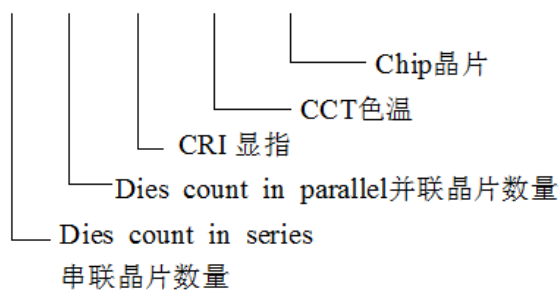 Chip晶片
CCT色温
CRI 显指
Dies count in parallel并联晶片数量
Dies count in series
串联晶片数量